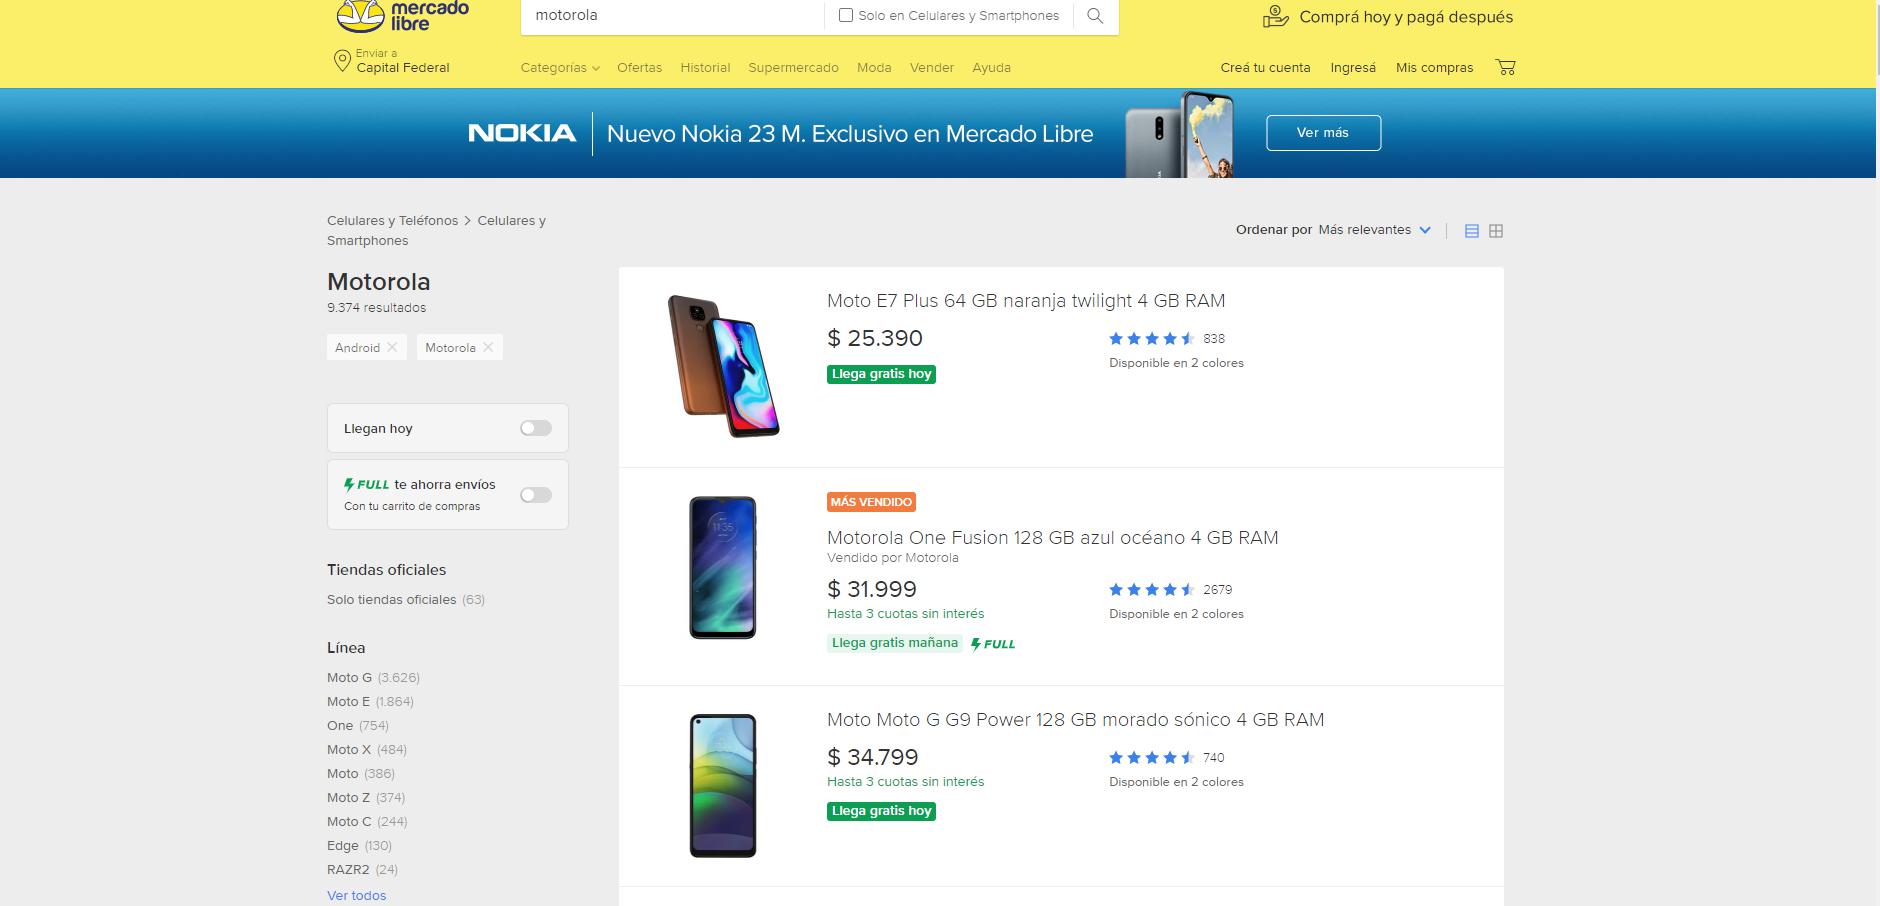 mercado
libre
motorola
Solo en Celulares y Smartphones
Comprá hoy y pagá después
Enviar a
Capital Federal
Categorías
Ofertas
Historial
Supermercado
Moda
Vender
Ayuda
Creá tu cuenta
Ingresá
Mis compras
NOKIA
Nuevo Nokia 23 M. Exclusivo en Mercado Libre
Ver más
Celulares y Teléfonos > Celulares y
Smartphones
Ordenar por Más relevantes
Motorola
9.374 resultados
Android
Motorola
Llegan hoy
FULL te ahorra envíos
Con tu carrito de compras
Tiendas oficiales
Solo tiendas oficiales (63)
Línea
Moto G (3.626)
Moto E (1.864)
One (754)
Moto X (484)
Moto (386)
Moto Z (374)
Moto C (244)
Edge (130)
RAZR2 (24)
Ver todos
Moto E7 Plus 64 GB naranja twilight 4 GB RAM
$ 25.390
838
Disponible en 2 colores
Llega gratis hoy
MÁS VENDIDO
Motorola One Fusion 128 GB azul océano 4 GB RAM
Vendido por Motorola
$ 31.999
2679
Hasta 3 cuotas sin interés
Disponible en 2 colores
Llega gratis mañana FULL
11:35
Moto Moto G G9 Power 128 GB morado sónico 4 GB RAM
$ 34.799
740
Hasta 3 cuotas sin interés
Disponible en 2 colores
Llega gratis hoy